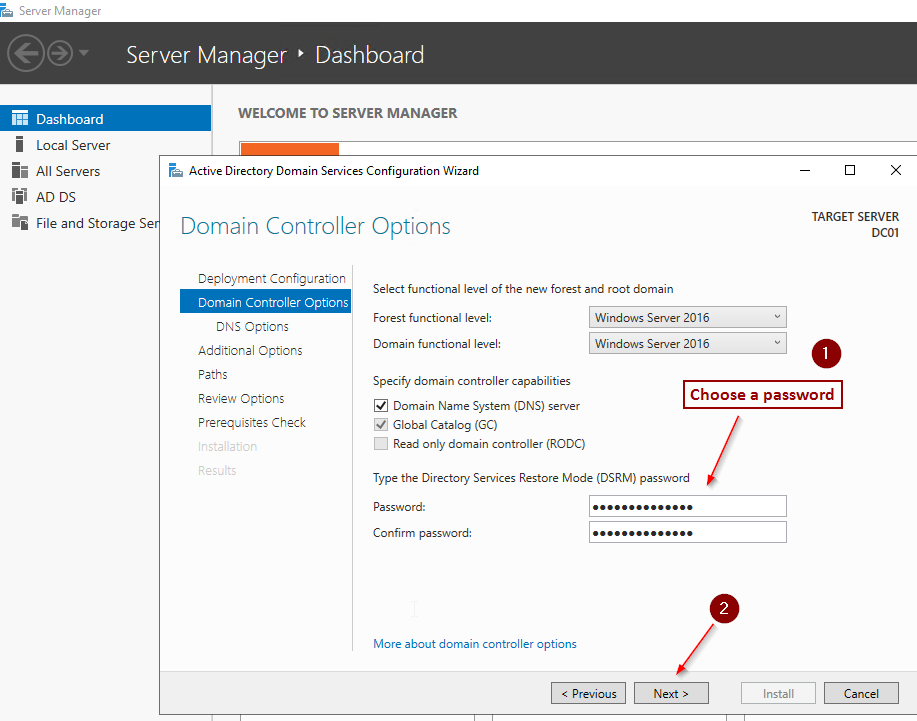 Server Manager
Server Manager ‣ Dashboard
Dashboard
Local Server
All Servers
AD DS
File and Storage Ser
WELCOME TO SERVER MANAGER
Active Directory Domain Services Configuration Wizard
Domain Controller Options
TARGET SERVER
DC01
Deployment Configuration
Domain Controller Options
DNS Options
Additional Options
Paths
Review Options
Prerequisites Check
Installation
Results
Select functional level of the new forest and root domain
Forest functional level: Windows Server 2016
Domain functional level: Windows Server 2016
1
Choose a password
Specify domain controller capabilities
Domain Name System (DNS) server
Global Catalog (GC)
Read only domain controller (RODC)
Type the Directory Services Restore Mode (DSRM) password
Password: ●●●●●●●●●●●●●●
Confirm password: ●●●●●●●●●●●●●●
2
More about domain controller options
< Previous Next > Install Cancel